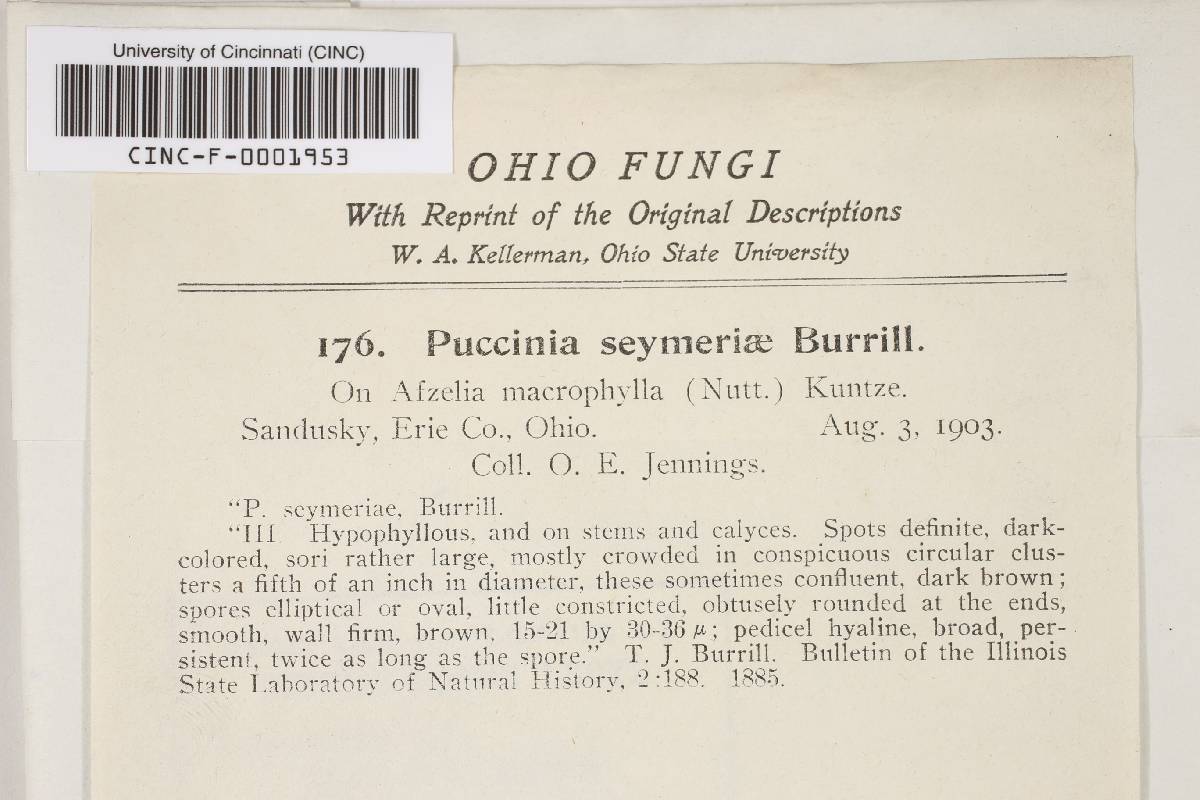 University of Cincinnati (CINC)
CINC-F-0001953
OHIO FUNGI
With Reprint of the Original Descriptions
W. A. Kellerman, Ohio State University
176. Puccinia seymeriæ Burrill.
On Afzelia macrophylla (Nutt.) Kuntze.
Sandusky, Erie Co., Ohio. Aug. 3, 1903.
Coll. O. E. Jennings.
“P. seymeriae, Burrill.
“III. Hypophyllous, and on stems and calyces. Spots definite, dark-
colored, sori rather large, mostly crowded in conspicuous circular clus-
ters a fifth of an inch in diameter, these sometimes confluent, dark brown;
spores elliptical or oval, little constricted, obtusely rounded at the ends,
smooth, wall firm, brown, 15-21 by 30-36 μ; pedicel hyaline, broad, per-
sistent, twice as long as the spore.” T. J. Burrill. Bulletin of the Illinois
State Laboratory of Natural History, 2:188. 1885.